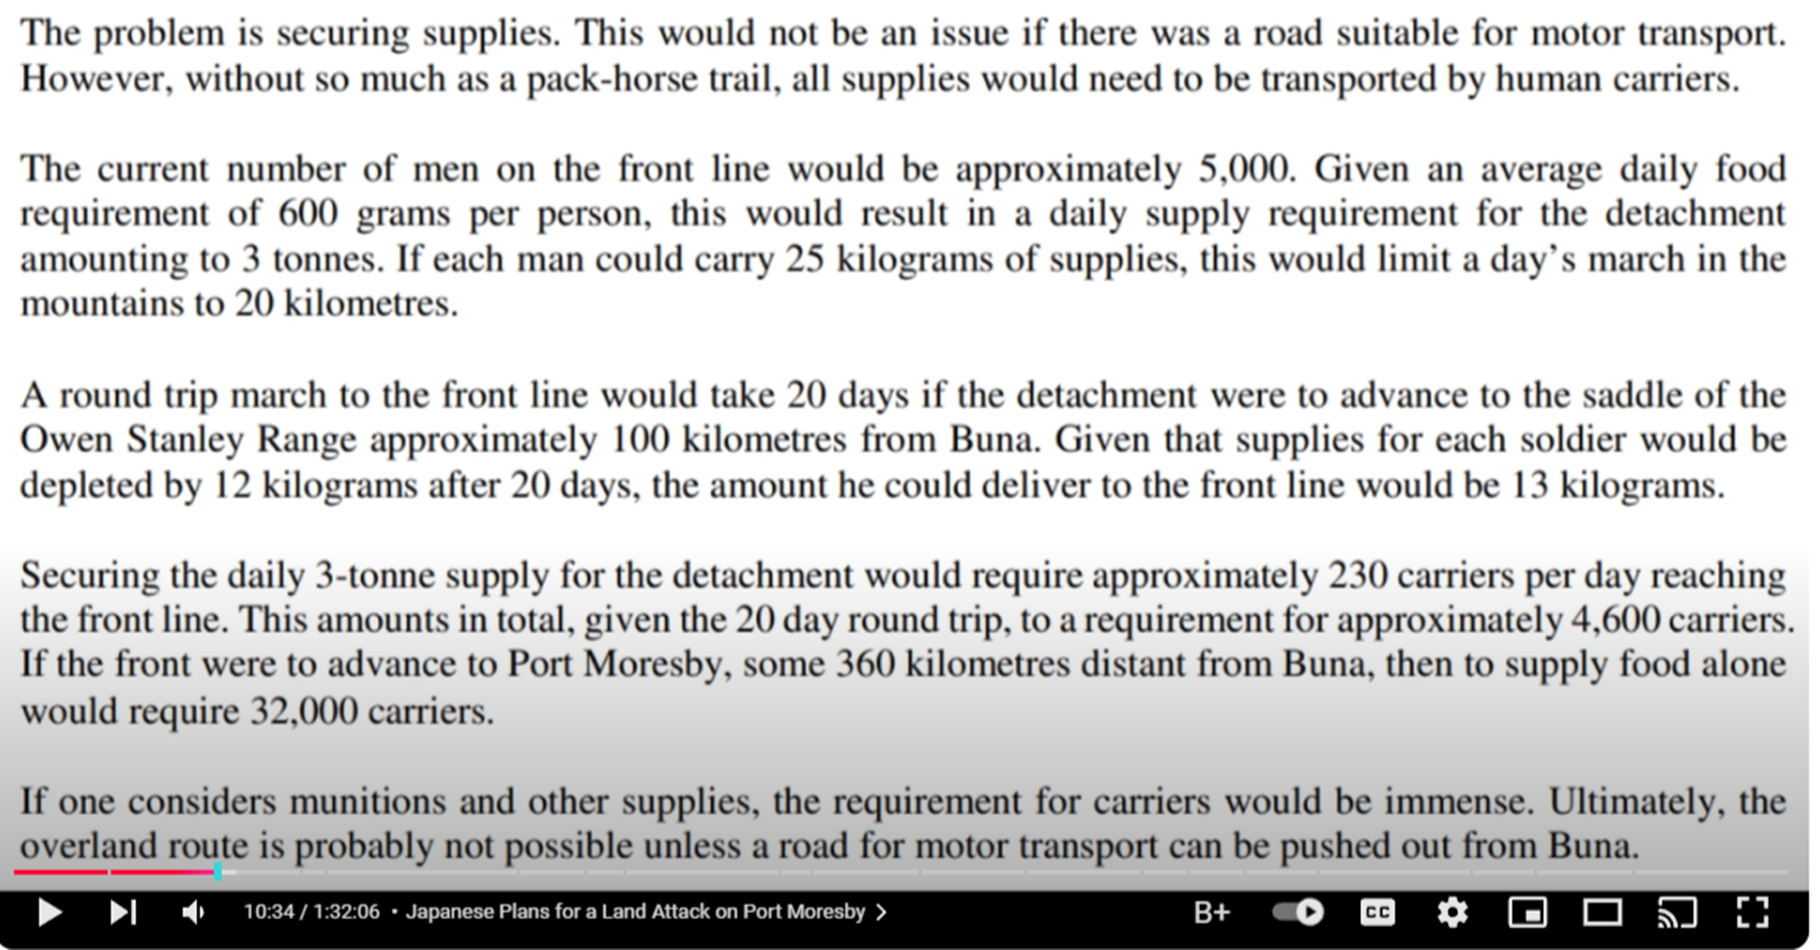 The problem is securing supplies. This would not be an issue if there was a road suitable for motor transport.
However, without so much as a pack-horse trail, all supplies would need to be transported by human carriers.
The current number of men on the front line would be approximately 5,000. Given an average daily food
requirement of 600 grams per person, this would result in a daily supply requirement for the detachment
amounting to 3 tonnes. If each man could carry 25 kilograms of supplies, this would limit a day’s march in the
mountains to 20 kilometres.
A round trip march to the front line would take 20 days if the detachment were to advance to the saddle of the
Owen Stanley Range approximately 100 kilometres from Buna. Given that supplies for each soldier would be
depleted by 12 kilograms after 20 days, the amount he could deliver to the front line would be 13 kilograms.
Securing the daily 3-tonne supply for the detachment would require approximately 230 carriers per day reaching
the front line. This amounts in total, given the 20 day round trip, to a requirement for approximately 4,600 carriers.
If the front were to advance to Port Moresby, some 360 kilometres distant from Buna, then to supply food alone
would require 32,000 carriers.
If one considers munitions and other supplies, the requirement for carriers would be immense. Ultimately, the
overland route is probably not possible unless a road for motor transport can be pushed out from Buna.
10:34 / 1:32:06 • Japanese Plans for a Land Attack on Port Moresby >
B+ CC